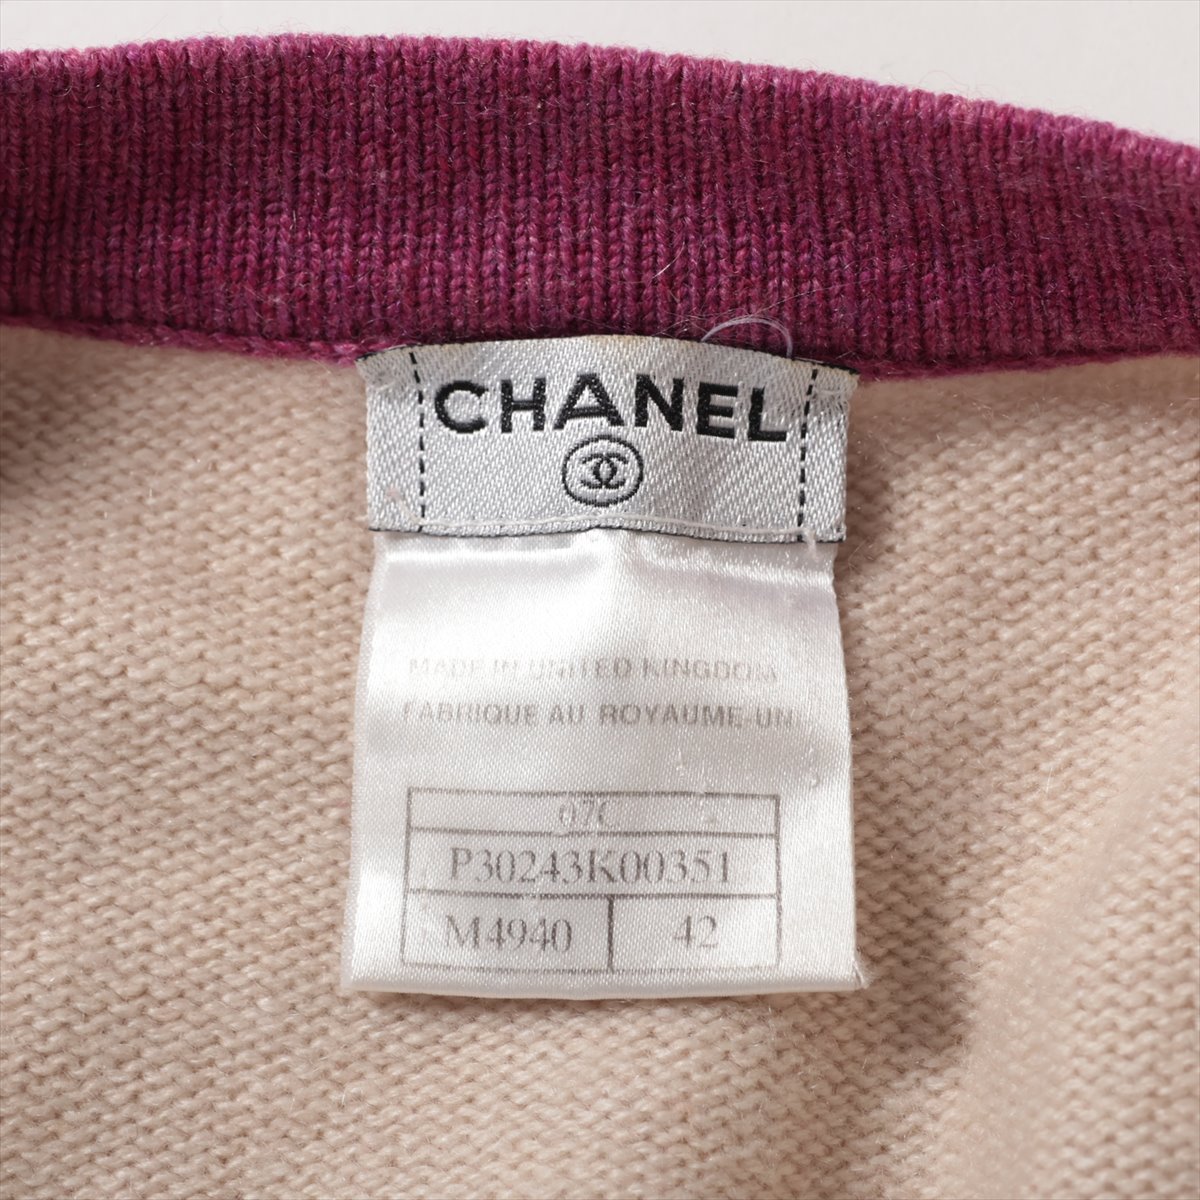 CHANEL
MADE IN UNITED KINGDOM
FABRIQUE AU ROYAUME-UNI
07C
P30243K00351
M4940 42